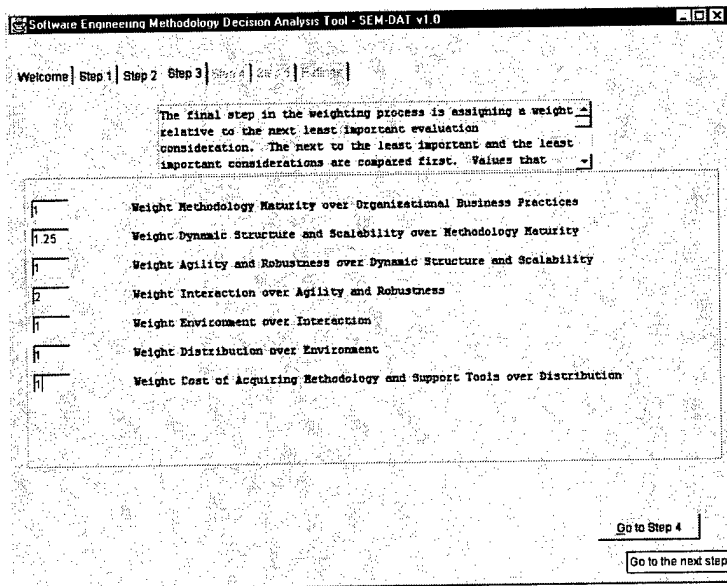 Software Engineering Methodology Decision Analysis Tool - SEM-DAT v1.0
Welcome Step 1 Step 2 Step 3
The final step in the weighting process is assigning a weight
relative to the next least important evaluation
consideration. The next to the least important and the least
important considerations are compared first. Values that
1 Weight Methodology Maturity over Organizational Business Practices
1.25 Weight Dynamic Structure and Scalability over Methodology Maturity
1 Weight Agility and Robustness over Dynamic Structure and Scalability
2 Weight Interaction over Agility and Robustness
1 Weight Environment over Interaction
1 Weight Distribution over Environment
1 Weight Cost of Acquiring Methodology and Support Tools over Distribution
Go to Step 4
Go to the next step